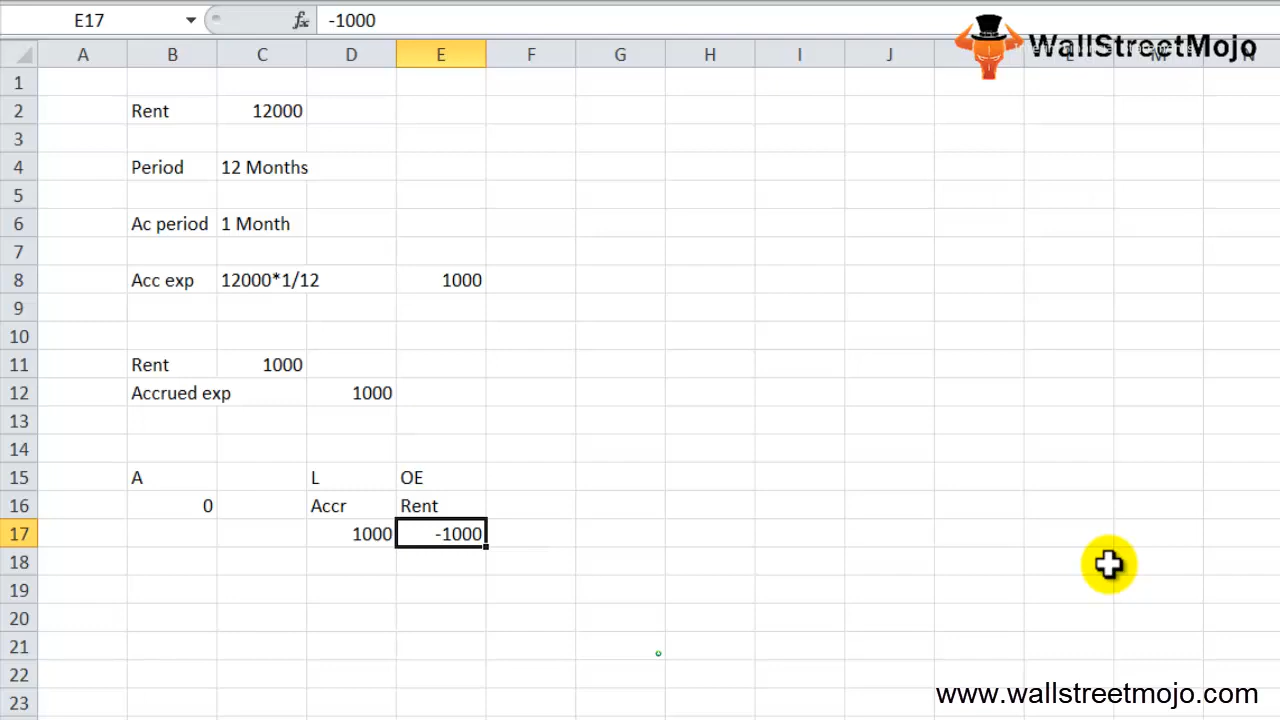 E17 fx -1000
WallStreetMojo
A B C D E F G H I J L M N
1
2 Rent 12000
3
4 Period 12 Months
5
6 Ac period 1 Month
7
8 Acc exp 12000*1/12 1000
9
10
11 Rent 1000
12 Accrued exp 1000
13
14
15 A L OE
16 0 Accr Rent
17 1000 -1000
18
19
20
21
22
23
www.wallstreetmojo.com